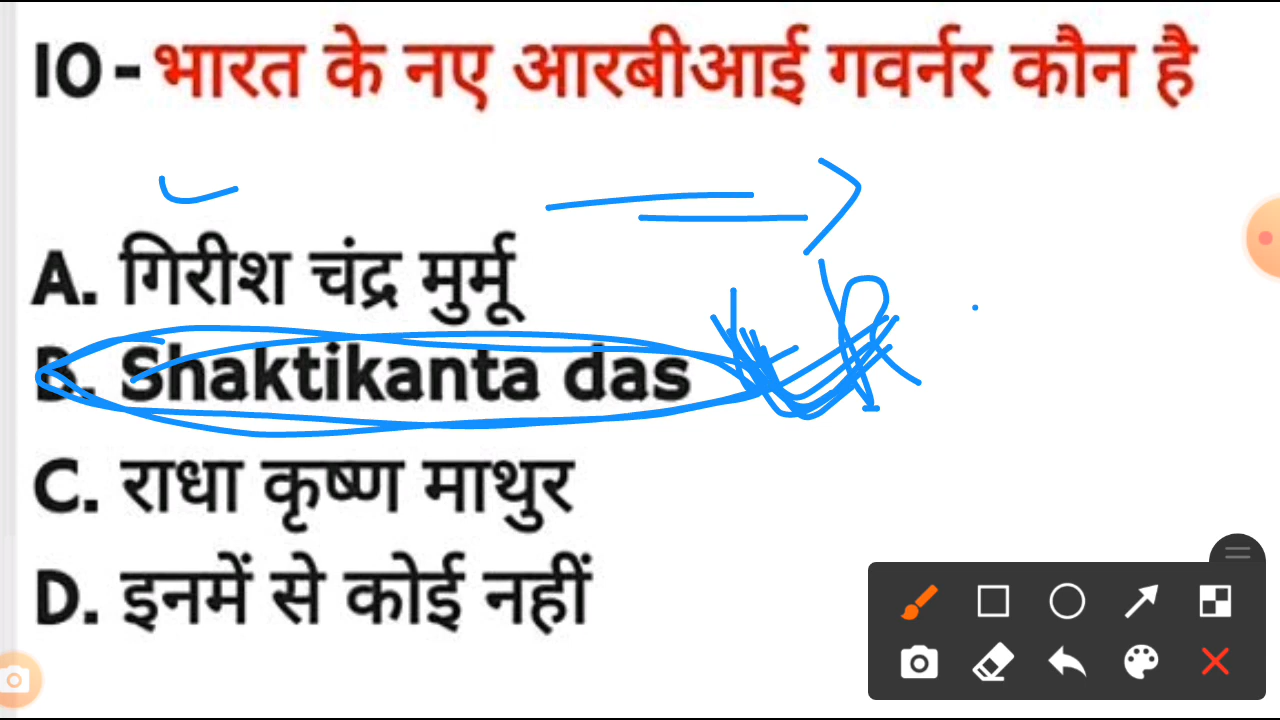 10- भारत के नए आरबीआई गवर्नर कौन है
A. गिरीश चंद्र मुर्मू
B. Shaktikanta das
C. राधा कृष्ण माथुर
D. इनमें से कोई नहीं